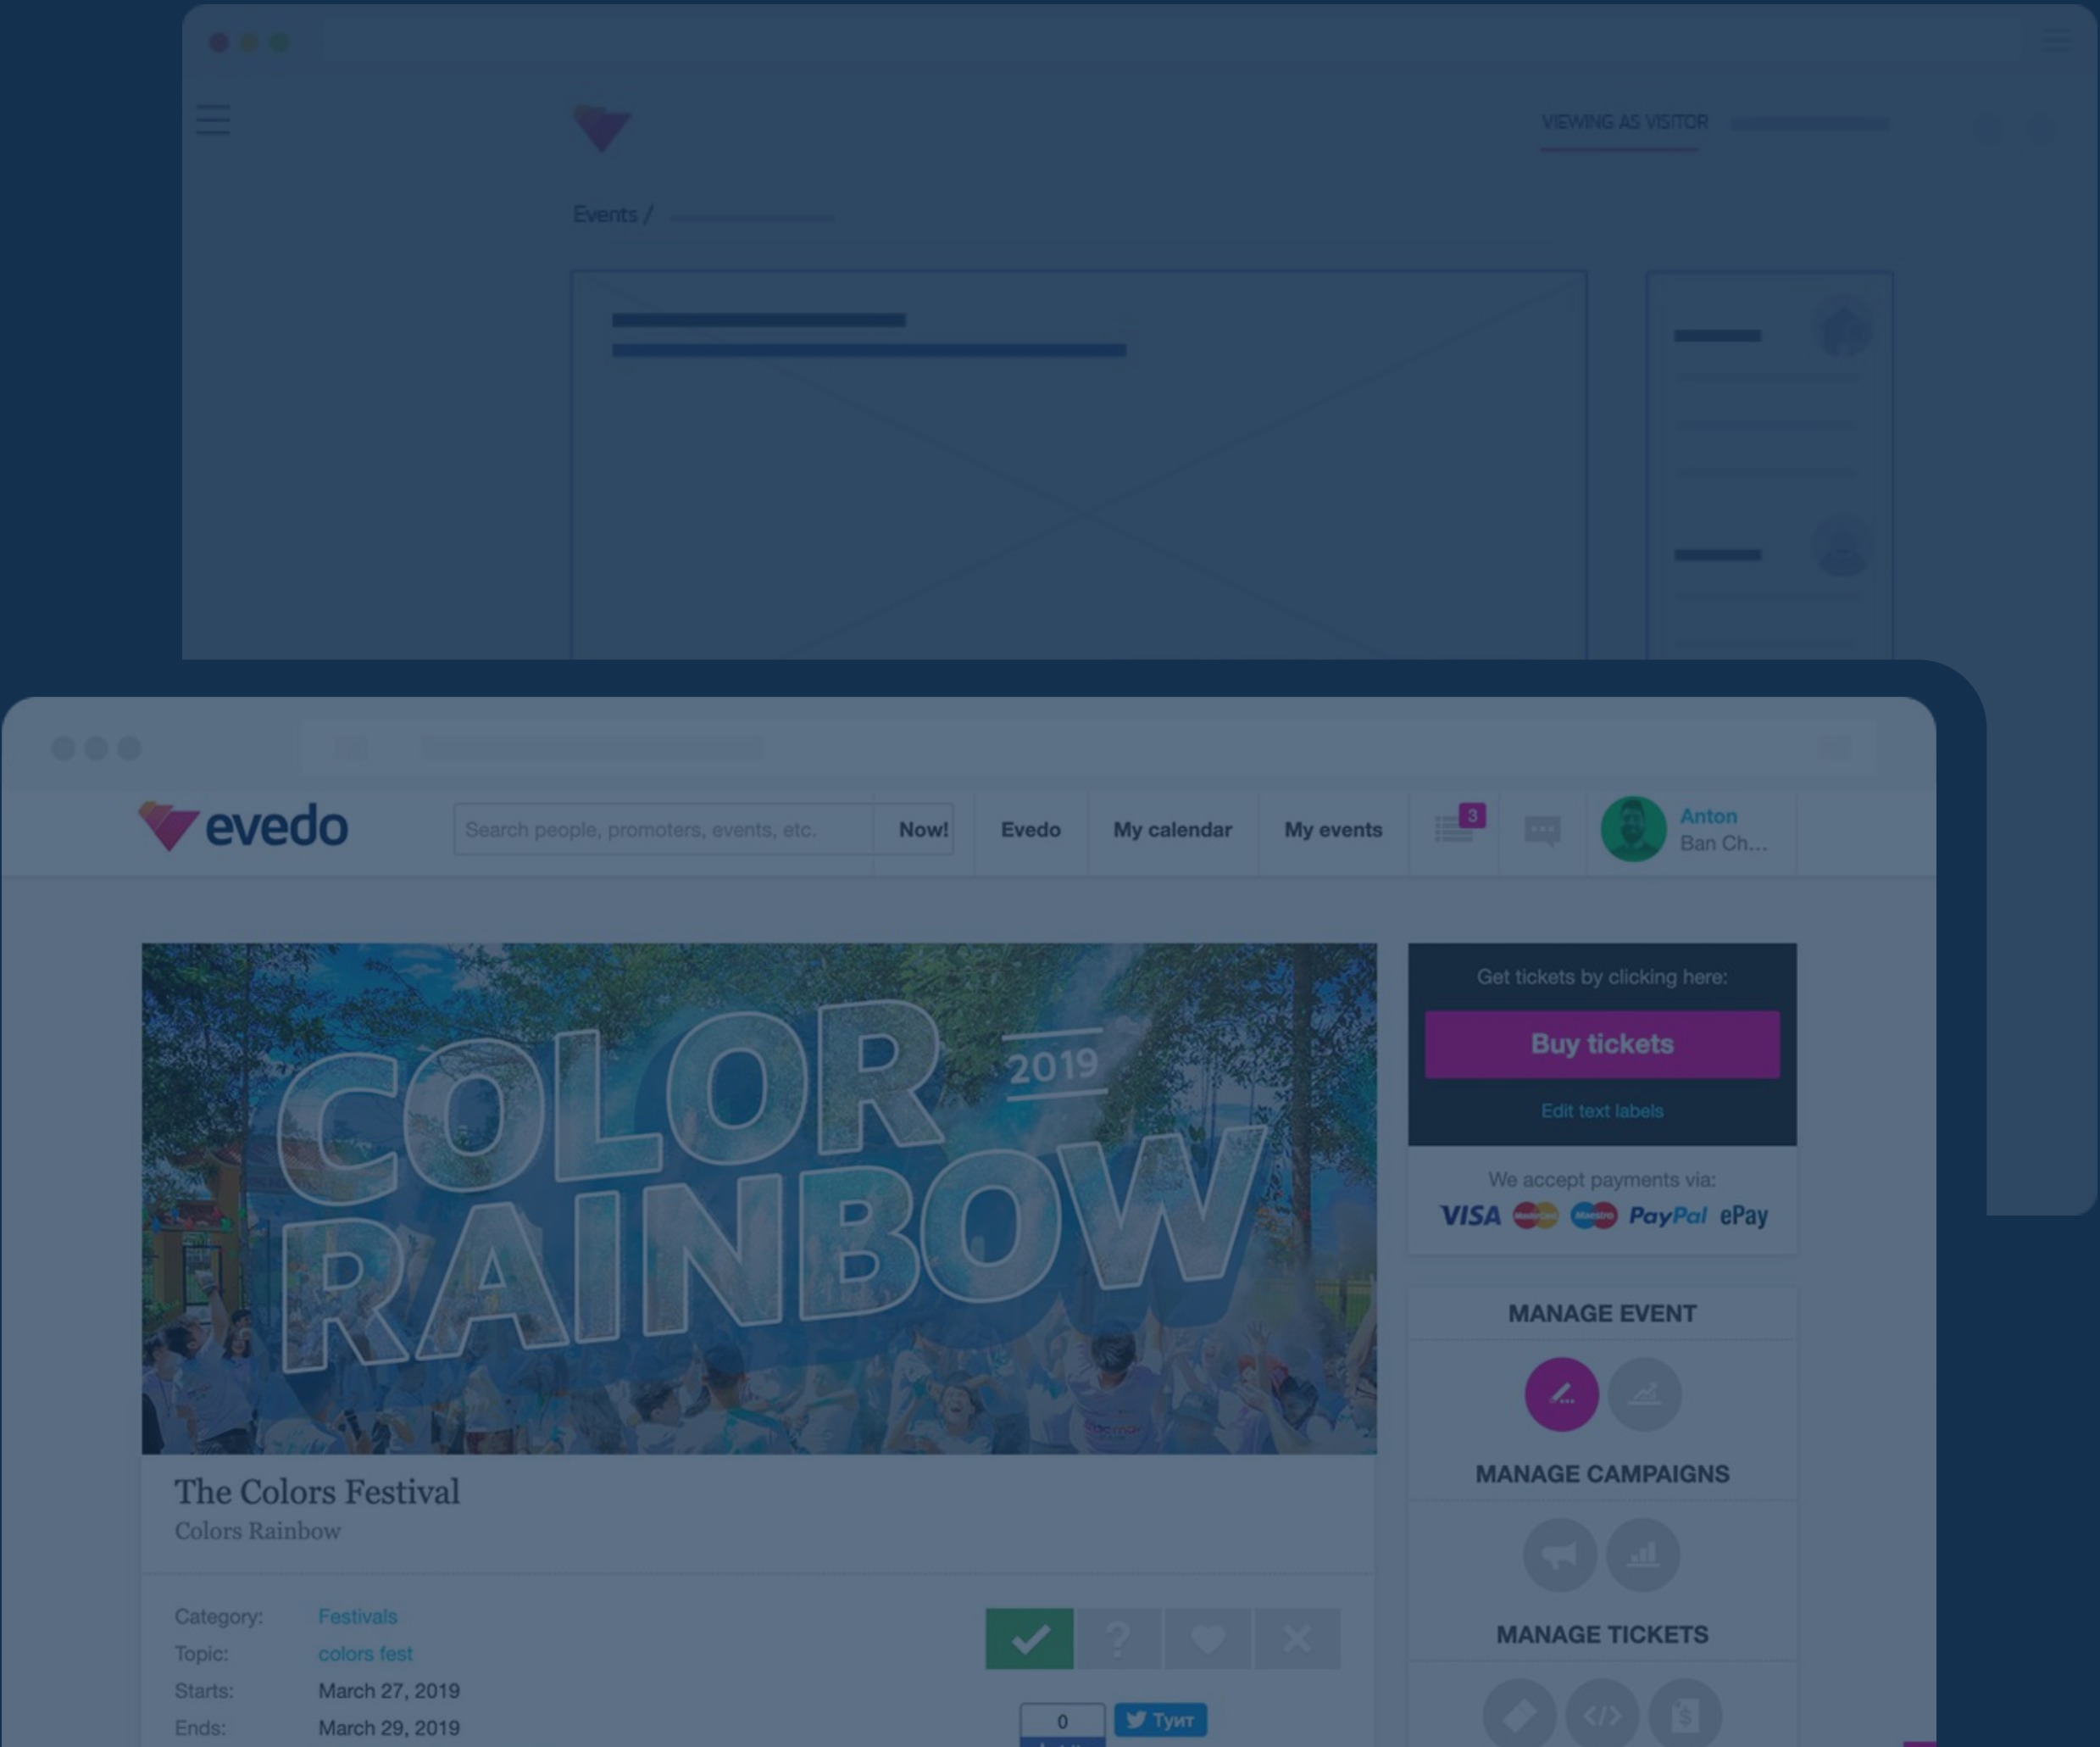 VIEWING AS VISITOR
Events /
evedo
Search people, promoters, events, etc.
Now!
Evedo
My calendar
My events
3
Anton
Ban Ch...
COLOR
2019
RAINBOW
Get tickets by clicking here:
Buy tickets
Edit text labels
We accept payments via:
VISA MasterCard Maestro PayPal ePay
MANAGE EVENT
MANAGE CAMPAIGNS
MANAGE TICKETS
The Colors Festival
Colors Rainbow
Category: Festivals
Topic: colors fest
Starts: March 27, 2019
Ends: March 29, 2019
0
Туит